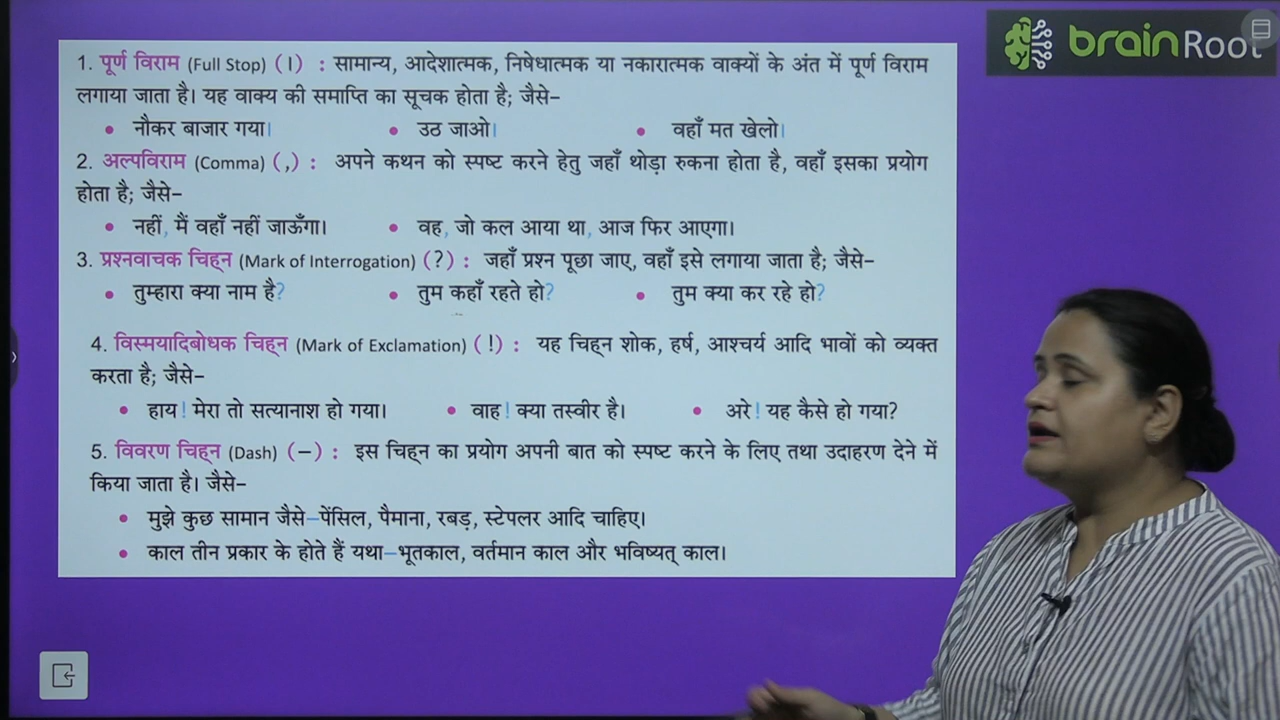 brainRoot
1. पूर्ण विराम (Full Stop) (।) : सामान्य, आदेशात्मक, निषेधात्मक या नकारात्मक वाक्यों के अंत में पूर्ण विराम
लगाया जाता है। यह वाक्य की समाप्ति का सूचक होता है; जैसे–
• नौकर बाजार गया। • उठ जाओ। • वहाँ मत खेलो।
2. अल्पविराम (Comma) (,) : अपने कथन को स्पष्ट करने हेतु जहाँ थोड़ा रुकना होता है, वहाँ इसका प्रयोग
होता है; जैसे–
• नहीं, मैं वहाँ नहीं जाऊँगा। • वह, जो कल आया था, आज फिर आएगा।
3. प्रश्नवाचक चिह्न (Mark of Interrogation) (?) : जहाँ प्रश्न पूछा जाए, वहाँ इसे लगाया जाता है; जैसे–
• तुम्हारा क्या नाम है? • तुम कहाँ रहते हो? • तुम क्या कर रहे हो?
4. विस्मयादिबोधक चिह्न (Mark of Exclamation) (!) : यह चिह्न शोक, हर्ष, आश्चर्य आदि भावों को व्यक्त
करता है; जैसे–
• हाय! मेरा तो सत्यानाश हो गया। • वाह! क्या तस्वीर है। • अरे! यह कैसे हो गया?
5. विवरण चिह्न (Dash) (–) : इस चिह्न का प्रयोग अपनी बात को स्पष्ट करने के लिए तथा उदाहरण देने में
किया जाता है। जैसे–
• मुझे कुछ सामान जैसे–पेंसिल, पैमाना, रबड़, स्टेपलर आदि चाहिए।
• काल तीन प्रकार के होते हैं यथा–भूतकाल, वर्तमान काल और भविष्यत् काल।